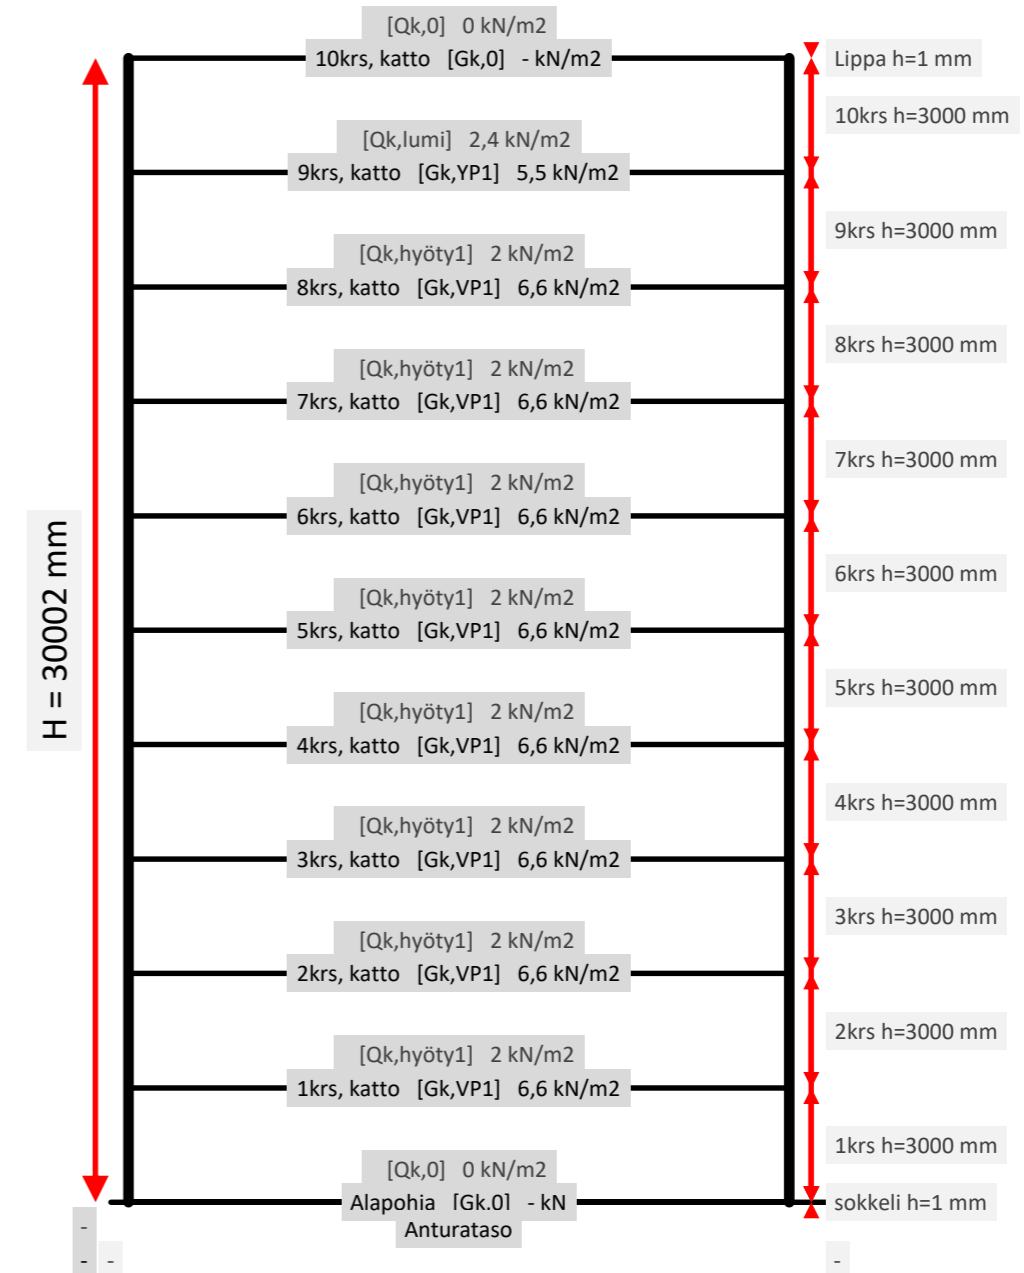 [Qk,0] 0 kN/m2
10krs, katto [Gk,0] - kN/m2
Lippa h=1 mm
10krs h=3000 mm
[Qk,lumi] 2,4 kN/m2
9krs, katto [Gk,YP1] 5,5 kN/m2
9krs h=3000 mm
[Qk,hyöty1] 2 kN/m2
8krs, katto [Gk,VP1] 6,6 kN/m2
8krs h=3000 mm
[Qk,hyöty1] 2 kN/m2
7krs, katto [Gk,VP1] 6,6 kN/m2
7krs h=3000 mm
[Qk,hyöty1] 2 kN/m2
6krs, katto [Gk,VP1] 6,6 kN/m2
6krs h=3000 mm
H = 30002 mm
[Qk,hyöty1] 2 kN/m2
5krs, katto [Gk,VP1] 6,6 kN/m2
5krs h=3000 mm
[Qk,hyöty1] 2 kN/m2
4krs, katto [Gk,VP1] 6,6 kN/m2
4krs h=3000 mm
[Qk,hyöty1] 2 kN/m2
3krs, katto [Gk,VP1] 6,6 kN/m2
3krs h=3000 mm
[Qk,hyöty1] 2 kN/m2
2krs, katto [Gk,VP1] 6,6 kN/m2
2krs h=3000 mm
[Qk,hyöty1] 2 kN/m2
1krs, katto [Gk,VP1] 6,6 kN/m2
1krs h=3000 mm
[Qk,0] 0 kN/m2
Alapohja [Gk,0] - kN
sokkeli h=1 mm
Anturataso
-
- -
-